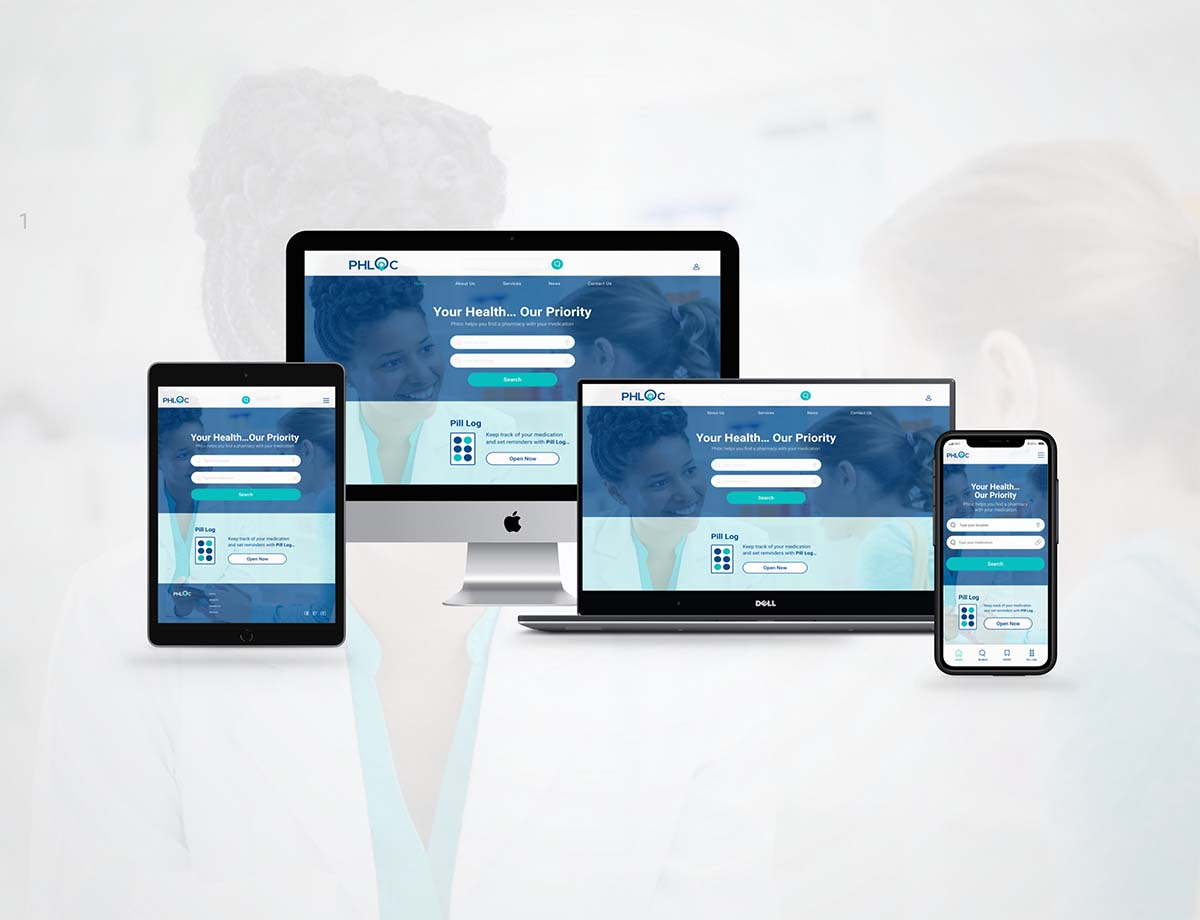 1
PHLOC
Home About Us Services News Contact Us
Your Health... Our Priority
Phloc helps you find a pharmacy with your medication
Search
Pill Log
Keep track of your medication
and set reminders with Pill Log...
Open Now
PHLOC
Your Health...Our Priority
Phloc helps you find a pharmacy with your medication
Search
Pill Log
Keep track of your medication
and set reminders with Pill Log...
Open Now
PHLOC
PHLOC
Home About Us Services News Contact Us
Your Health... Our Priority
Phloc helps you find a pharmacy with your medication
Search
Pill Log
Keep track of your medication
and set reminders with Pill Log...
Open Now
DELL
PHLOC
Your Health...
Our Priority
Phloc helps you find a pharmacy
with your medication
Type your location
Type your medication
Search
Pill Log
Keep track of your medication
and set reminders with Pill Log...
Open Now